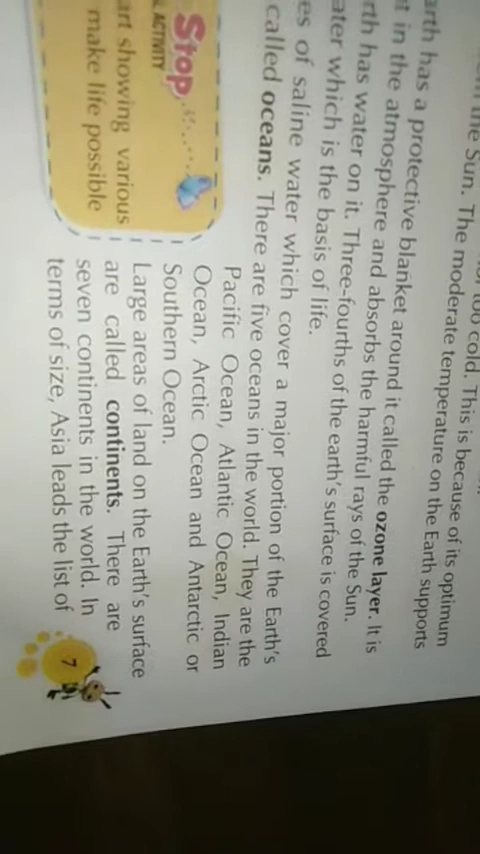 the Sun. The moderate temperature on the Earth supports
too cold. This is because of its optimum
arth has a protective blanket around it called the ozone layer. It is
t in the atmosphere and absorbs the harmful rays of the Sun.
rth has water on it. Three-fourths of the earth's surface is covered
ater which is the basis of life.
es of saline water which cover a major portion of the Earth's
called oceans. There are five oceans in the world. They are the
Pacific Ocean, Atlantic Ocean, Indian
Ocean, Arctic Ocean and Antarctic or
Southern Ocean.
Large areas of land on the Earth's surface
are called continents. There are
seven continents in the world. In
terms of size, Asia leads the list of
Stop
ACTIVITY
art showing various
make life possible
7